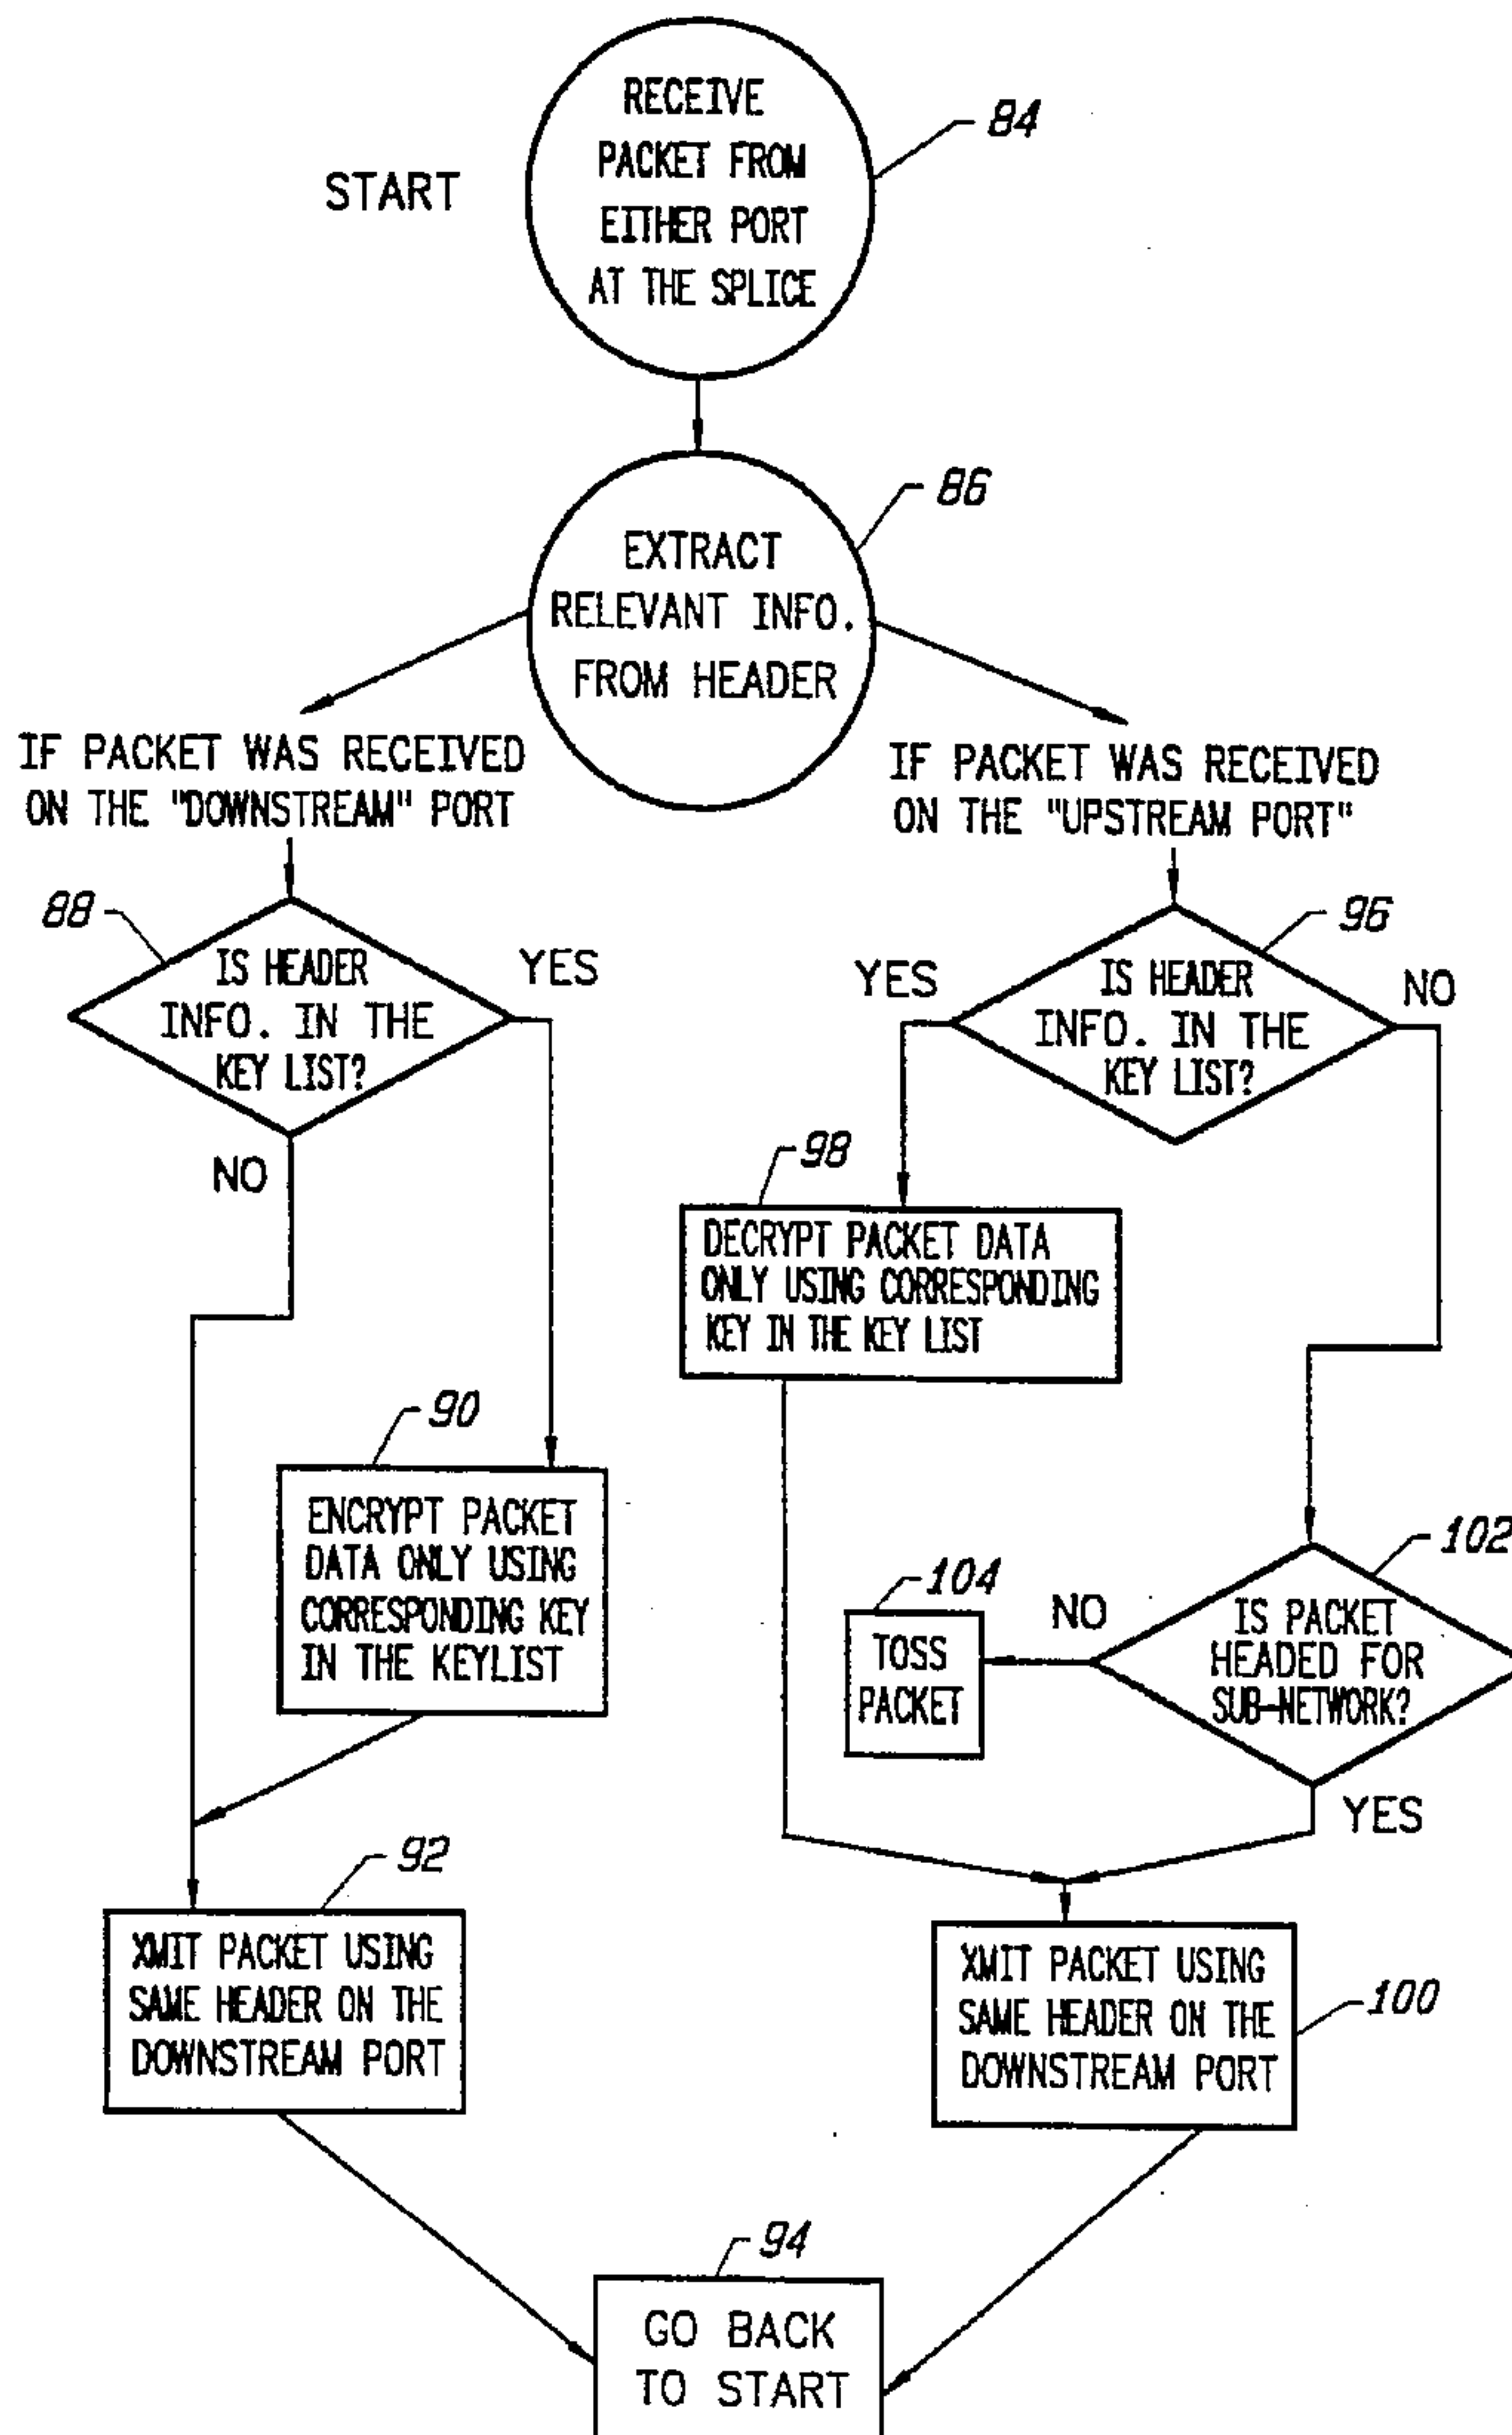 START
RECEIVE
PACKET FROM
EITHER PORT
AT THE SPLICE
84
EXTRACT
RELEVANT INFO.
FROM HEADER
86
IF PACKET WAS RECEIVED
ON THE "DOWNSTREAM" PORT
IF PACKET WAS RECEIVED
ON THE "UPSTREAM PORT"
88
IS HEADER
INFO. IN THE
KEY LIST?
YES
NO
96
YES
IS HEADER
INFO. IN THE
KEY LIST?
NO
98
DECRYPT PACKET DATA
ONLY USING CORRESPONDING
KEY IN THE KEY LIST
90
ENCRYPT PACKET
DATA ONLY USING
CORRESPONDING KEY
IN THE KEYLIST
102
IS PACKET
HEADED FOR
SUB-NETWORK?
NO
YES
104
TOSS
PACKET
92
XMIT PACKET USING
SAME HEADER ON THE
DOWNSTREAM PORT
XMIT PACKET USING
SAME HEADER ON THE
DOWNSTREAM PORT
100
94
GO BACK
TO START